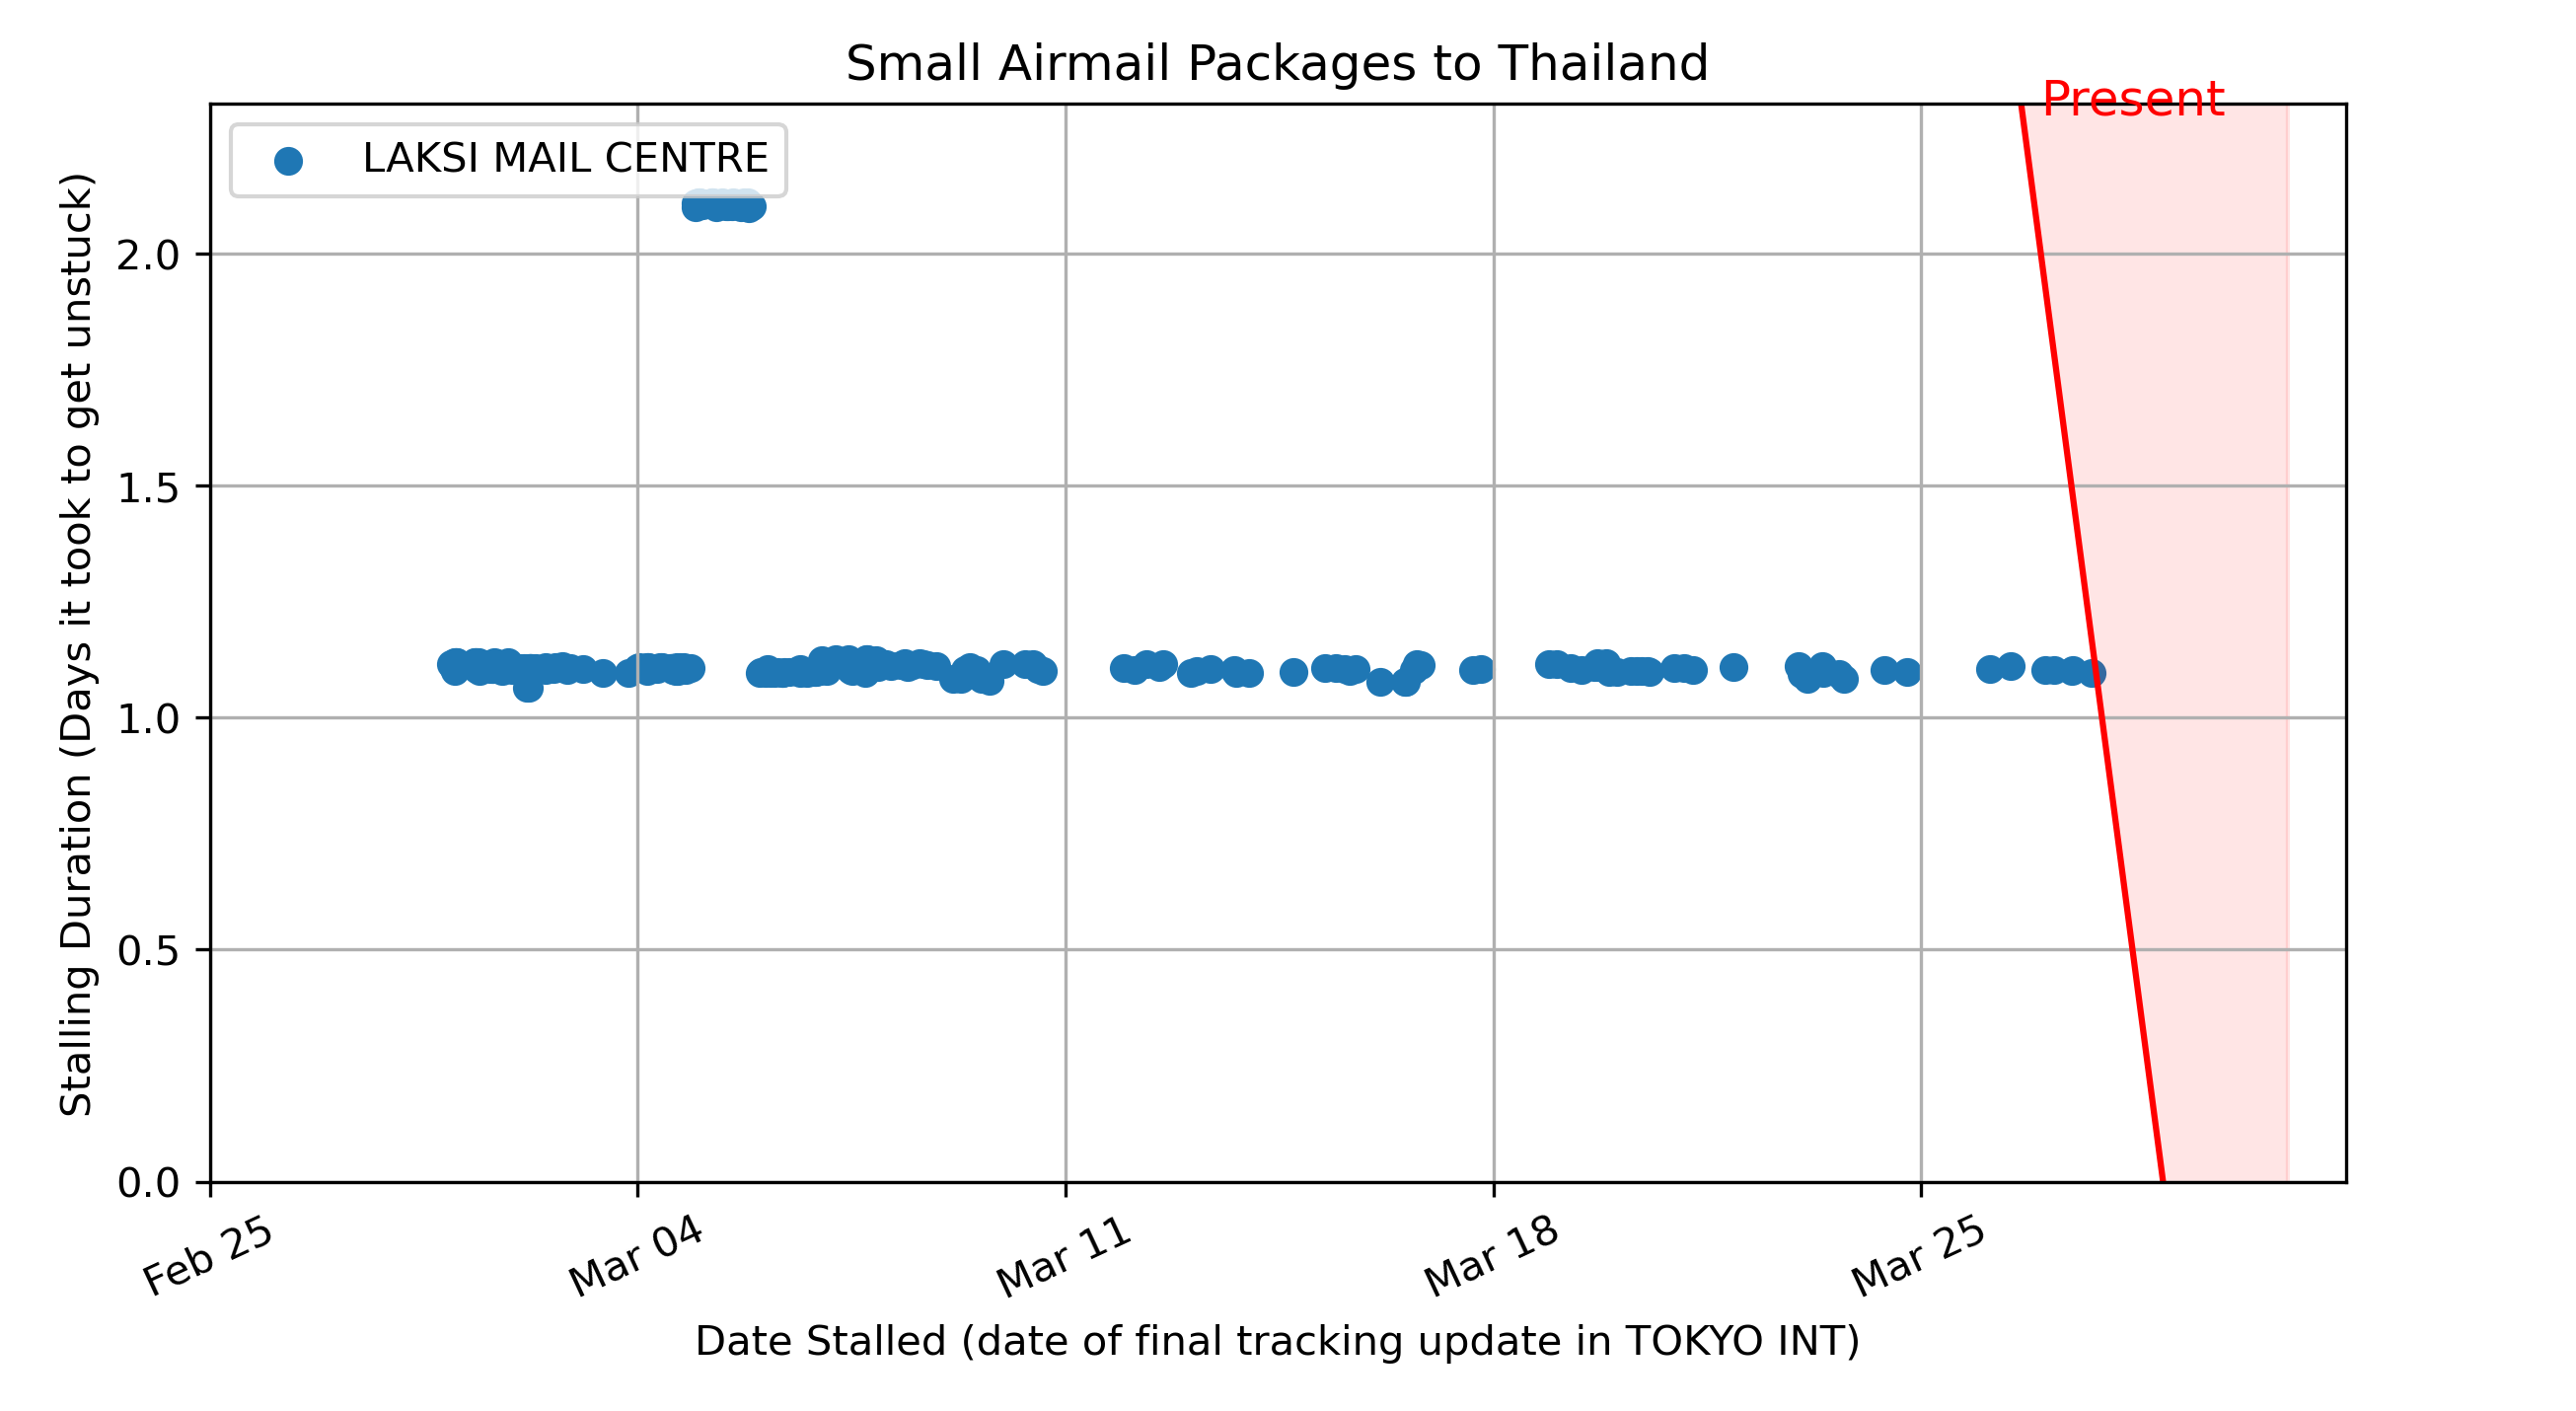 Small Airmail Packages to Thailand
Present
LAKSI MAIL CENTRE
Stalling Duration (Days it took to get unstuck)
2.0
1.5
1.0
0.5
0.0
Feb 25
Mar 04
Mar 11
Mar 18
Mar 25
Date Stalled (date of final tracking update in TOKYO INT)